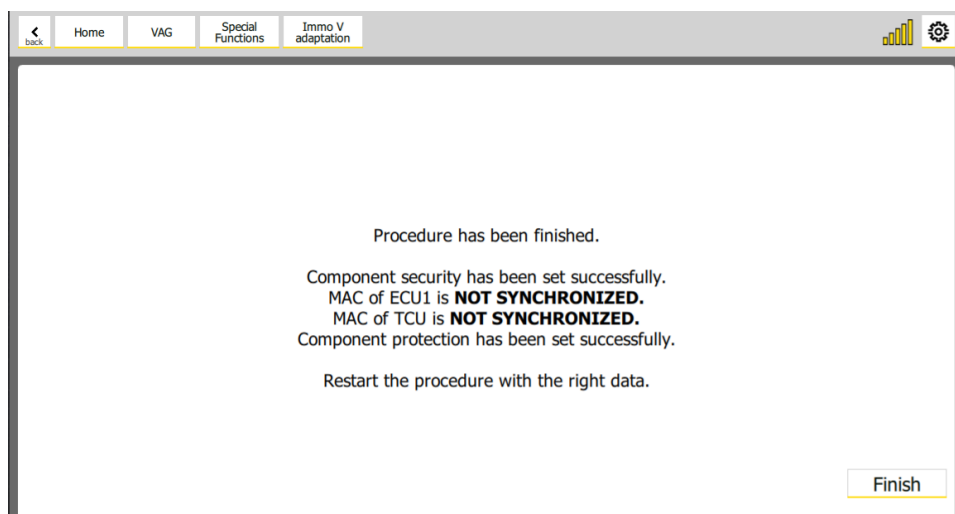 back
Home
VAG
Special
Functions
Immo V
adaptation
Procedure has been finished.
Component security has been set successfully.
MAC of ECU1 is NOT SYNCHRONIZED.
MAC of TCU is NOT SYNCHRONIZED.
Component protection has been set successfully.
Restart the procedure with the right data.
Finish